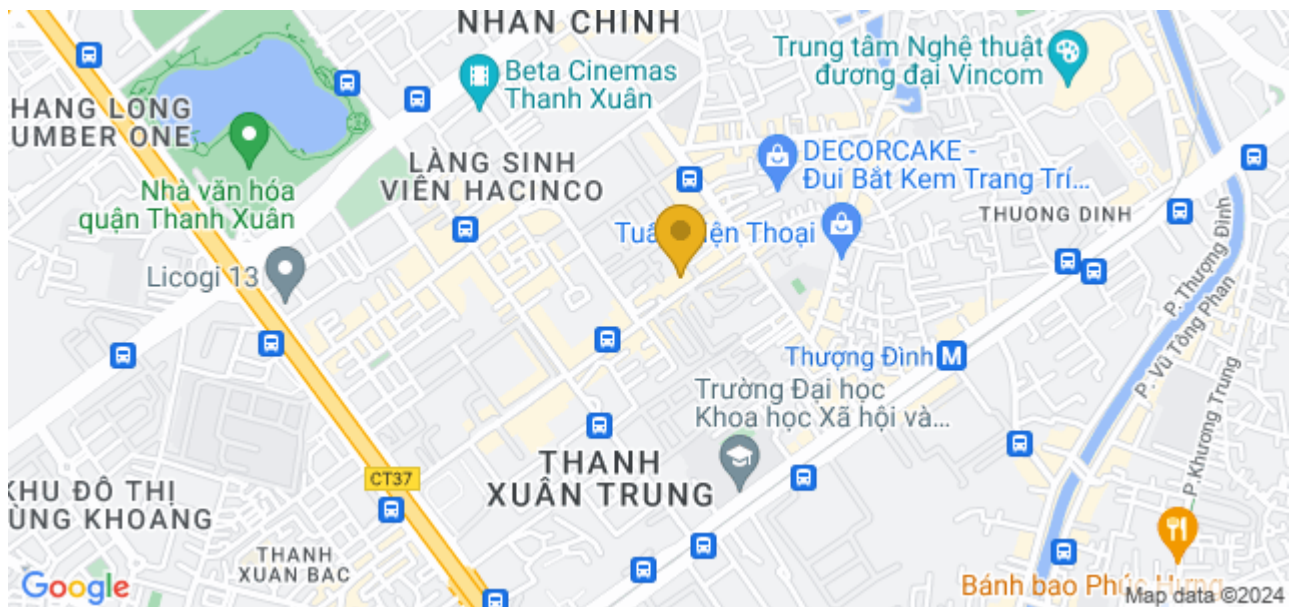 NHÂN CHÍNH
Trung tâm Nghệ thuật
đương đại Vincom
Beta Cinemas
Thanh Xuân
HANG LONG
UMBER ONE
LÀNG SINH
VIÊN HACINCO
DECORCAKE -
Đui Bắt Kem Trang Trí...
Nhà văn hóa
quận Thanh Xuân
THUONG DINH
Thoại
Licogi 13
P. Thượng Đình
P. Vũ Tông Phan
Thượng Đình
M
Trường Đại học
Khoa học Xã hội và...
P.Khương Trung
THANH
XUÂN TRUNG
CT37
KHU ĐÔ THỊ
ÙNG KHOANG
THANH
XUAN BAC
Bánh bao Phúc Hưng
Google
Map data ©2024